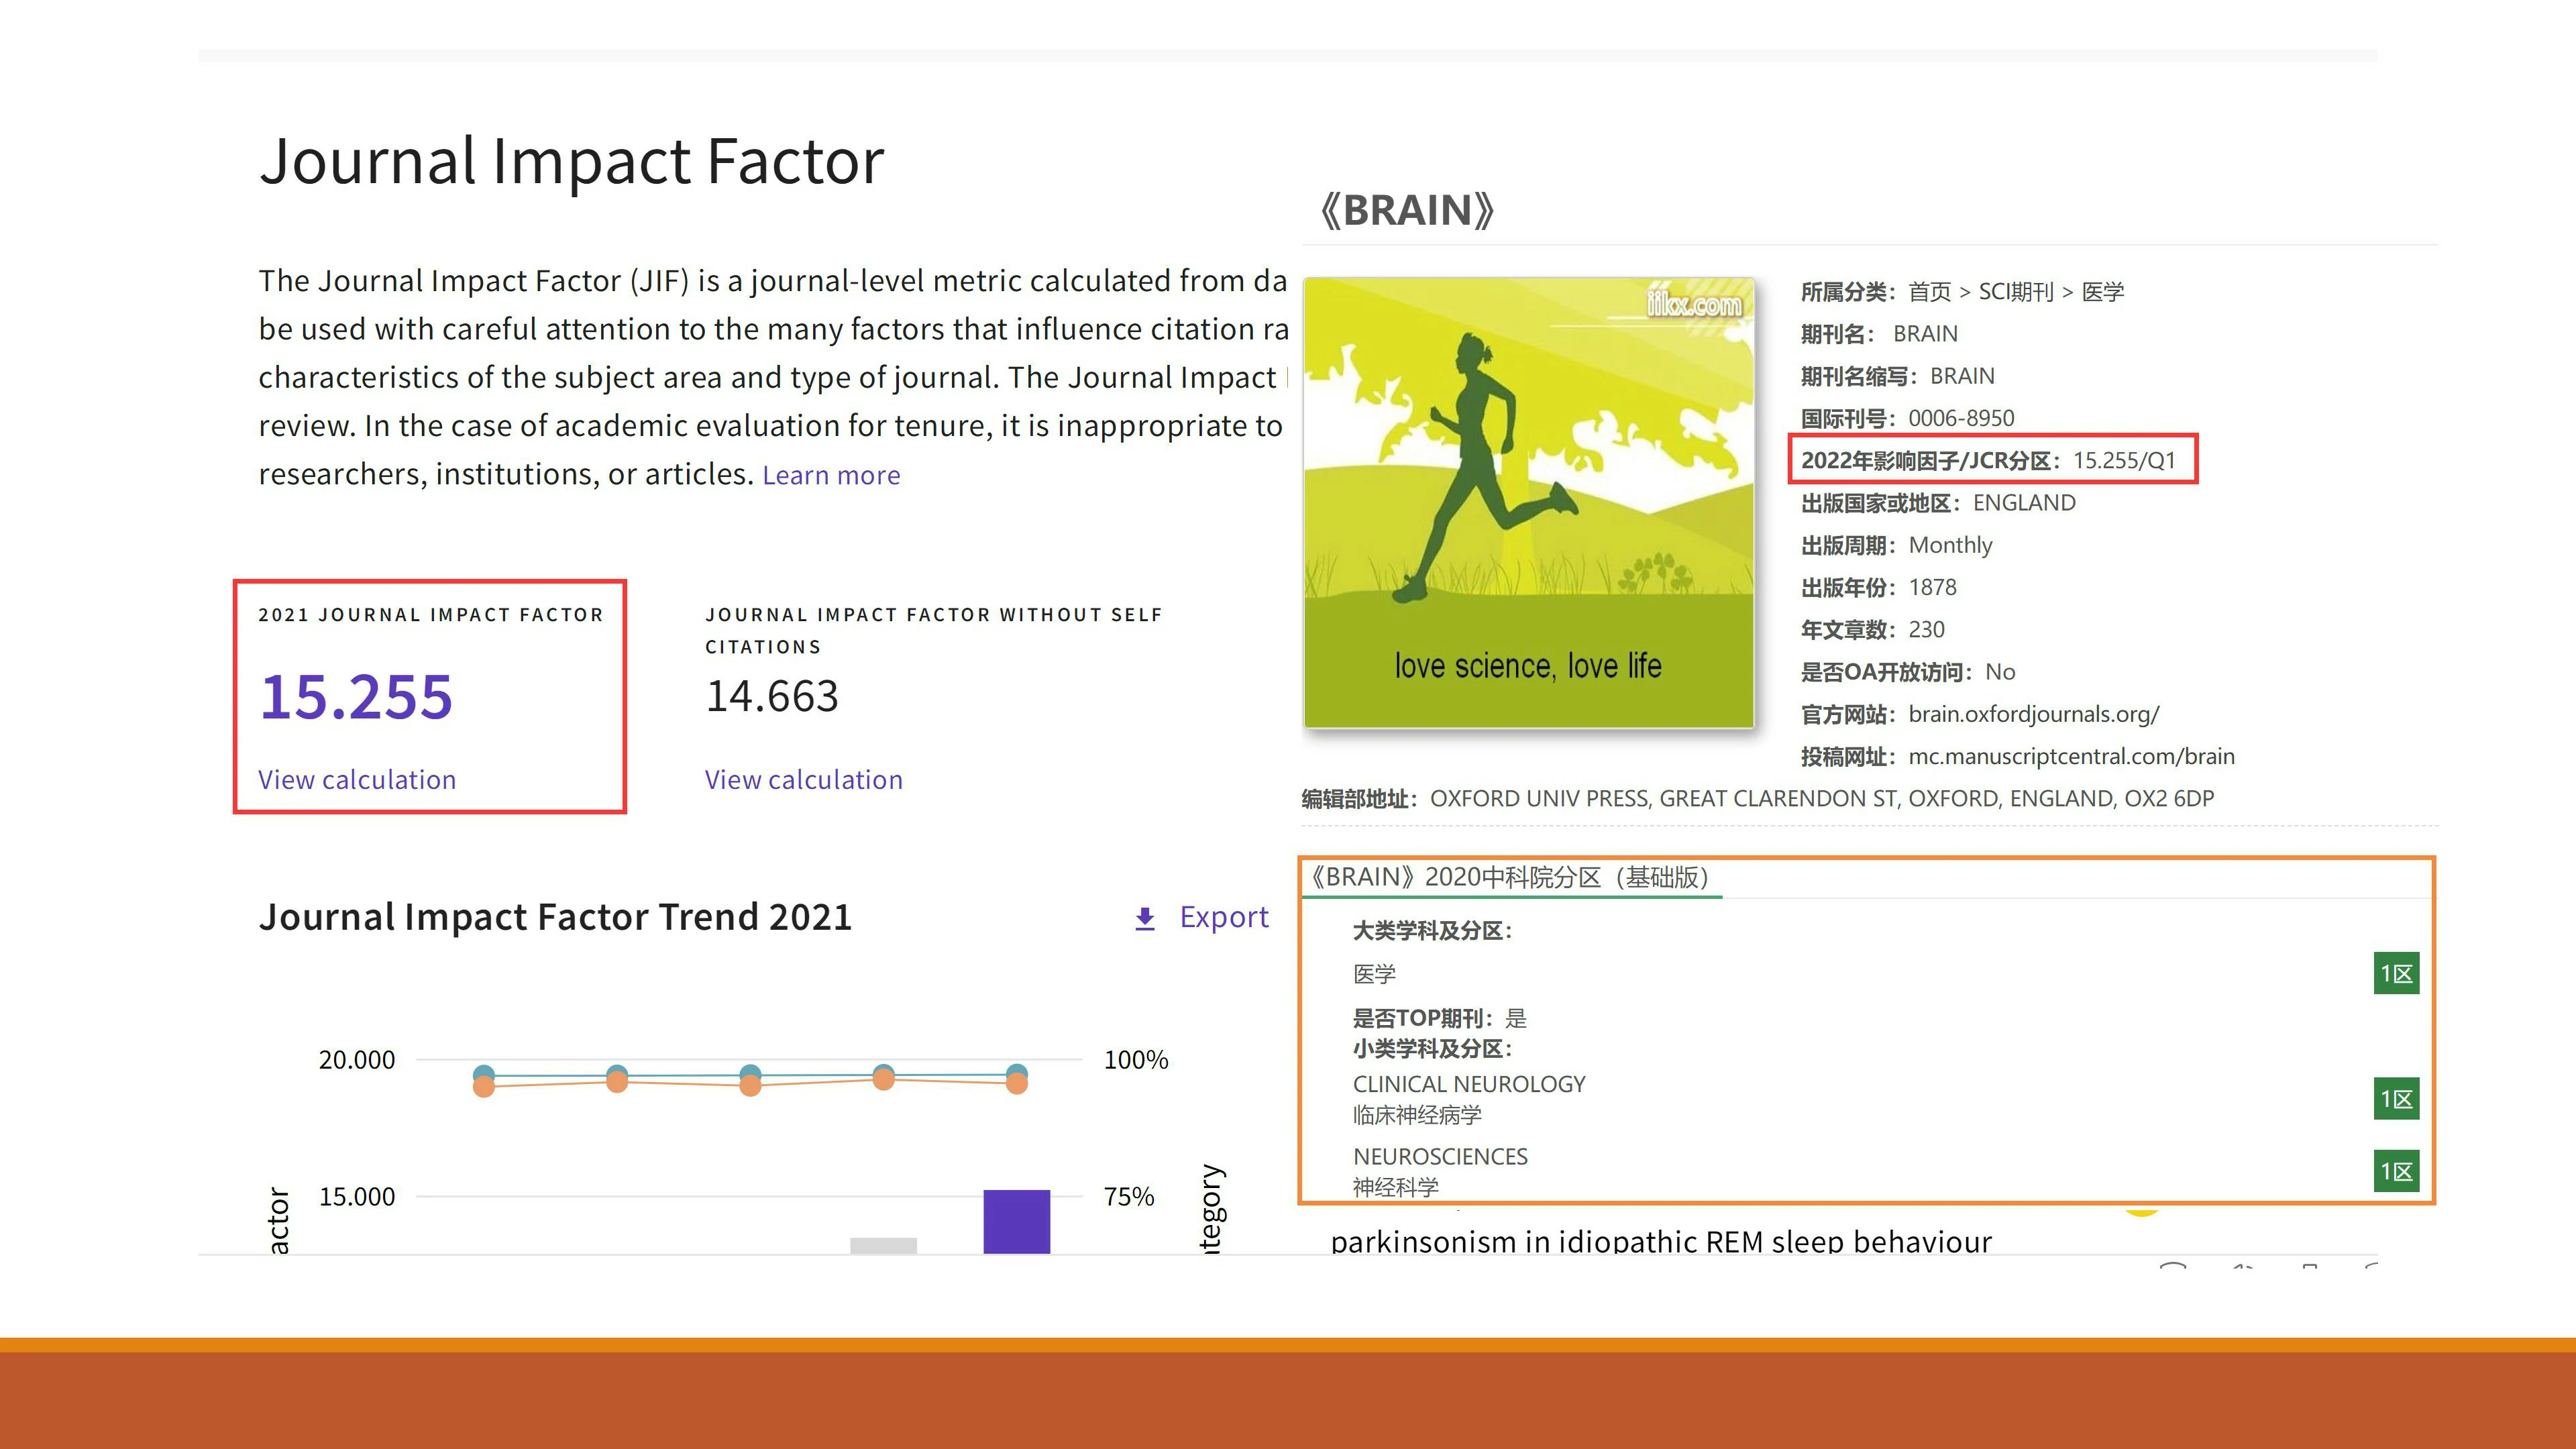 Journal Impact Factor
The Journal Impact Factor (JIF) is a journal-level metric calculated from da
be used with careful attention to the many factors that influence citation ra
characteristics of the subject area and type of journal. The Journal Impact
review. In the case of academic evaluation for tenure, it is inappropriate to
researchers, institutions, or articles. Learn more
2021 JOURNAL IMPACT FACTOR
15.255
View calculation
JOURNAL IMPACT FACTOR WITHOUT SELF
CITATIONS
14.663
View calculation
Journal Impact Factor Trend 2021
Export
20.000
100%
15.000
75%
actor
tegory
《BRAIN》
iikx.com
love science, love life
所属分类：首页 > SCI期刊 > 医学
期刊名： BRAIN
期刊名缩写：BRAIN
国际刊号：0006-8950
2022年影响因子/JCR分区：15.255/Q1
出版国家或地区：ENGLAND
出版周期：Monthly
出版年份：1878
年文章数：230
是否OA开放访问：No
官方网站：brain.oxfordjournals.org/
投稿网址：mc.manuscriptcentral.com/brain
编辑部地址：OXFORD UNIV PRESS, GREAT CLARENDON ST, OXFORD, ENGLAND, OX2 6DP
《BRAIN》2020中科院分区（基础版）
大类学科及分区：
医学
1区
是否TOP期刊：是
小类学科及分区：
CLINICAL NEUROLOGY
临床神经病学
1区
NEUROSCIENCES
神经科学
1区
parkinsonism in idiopathic REM sleep behaviour